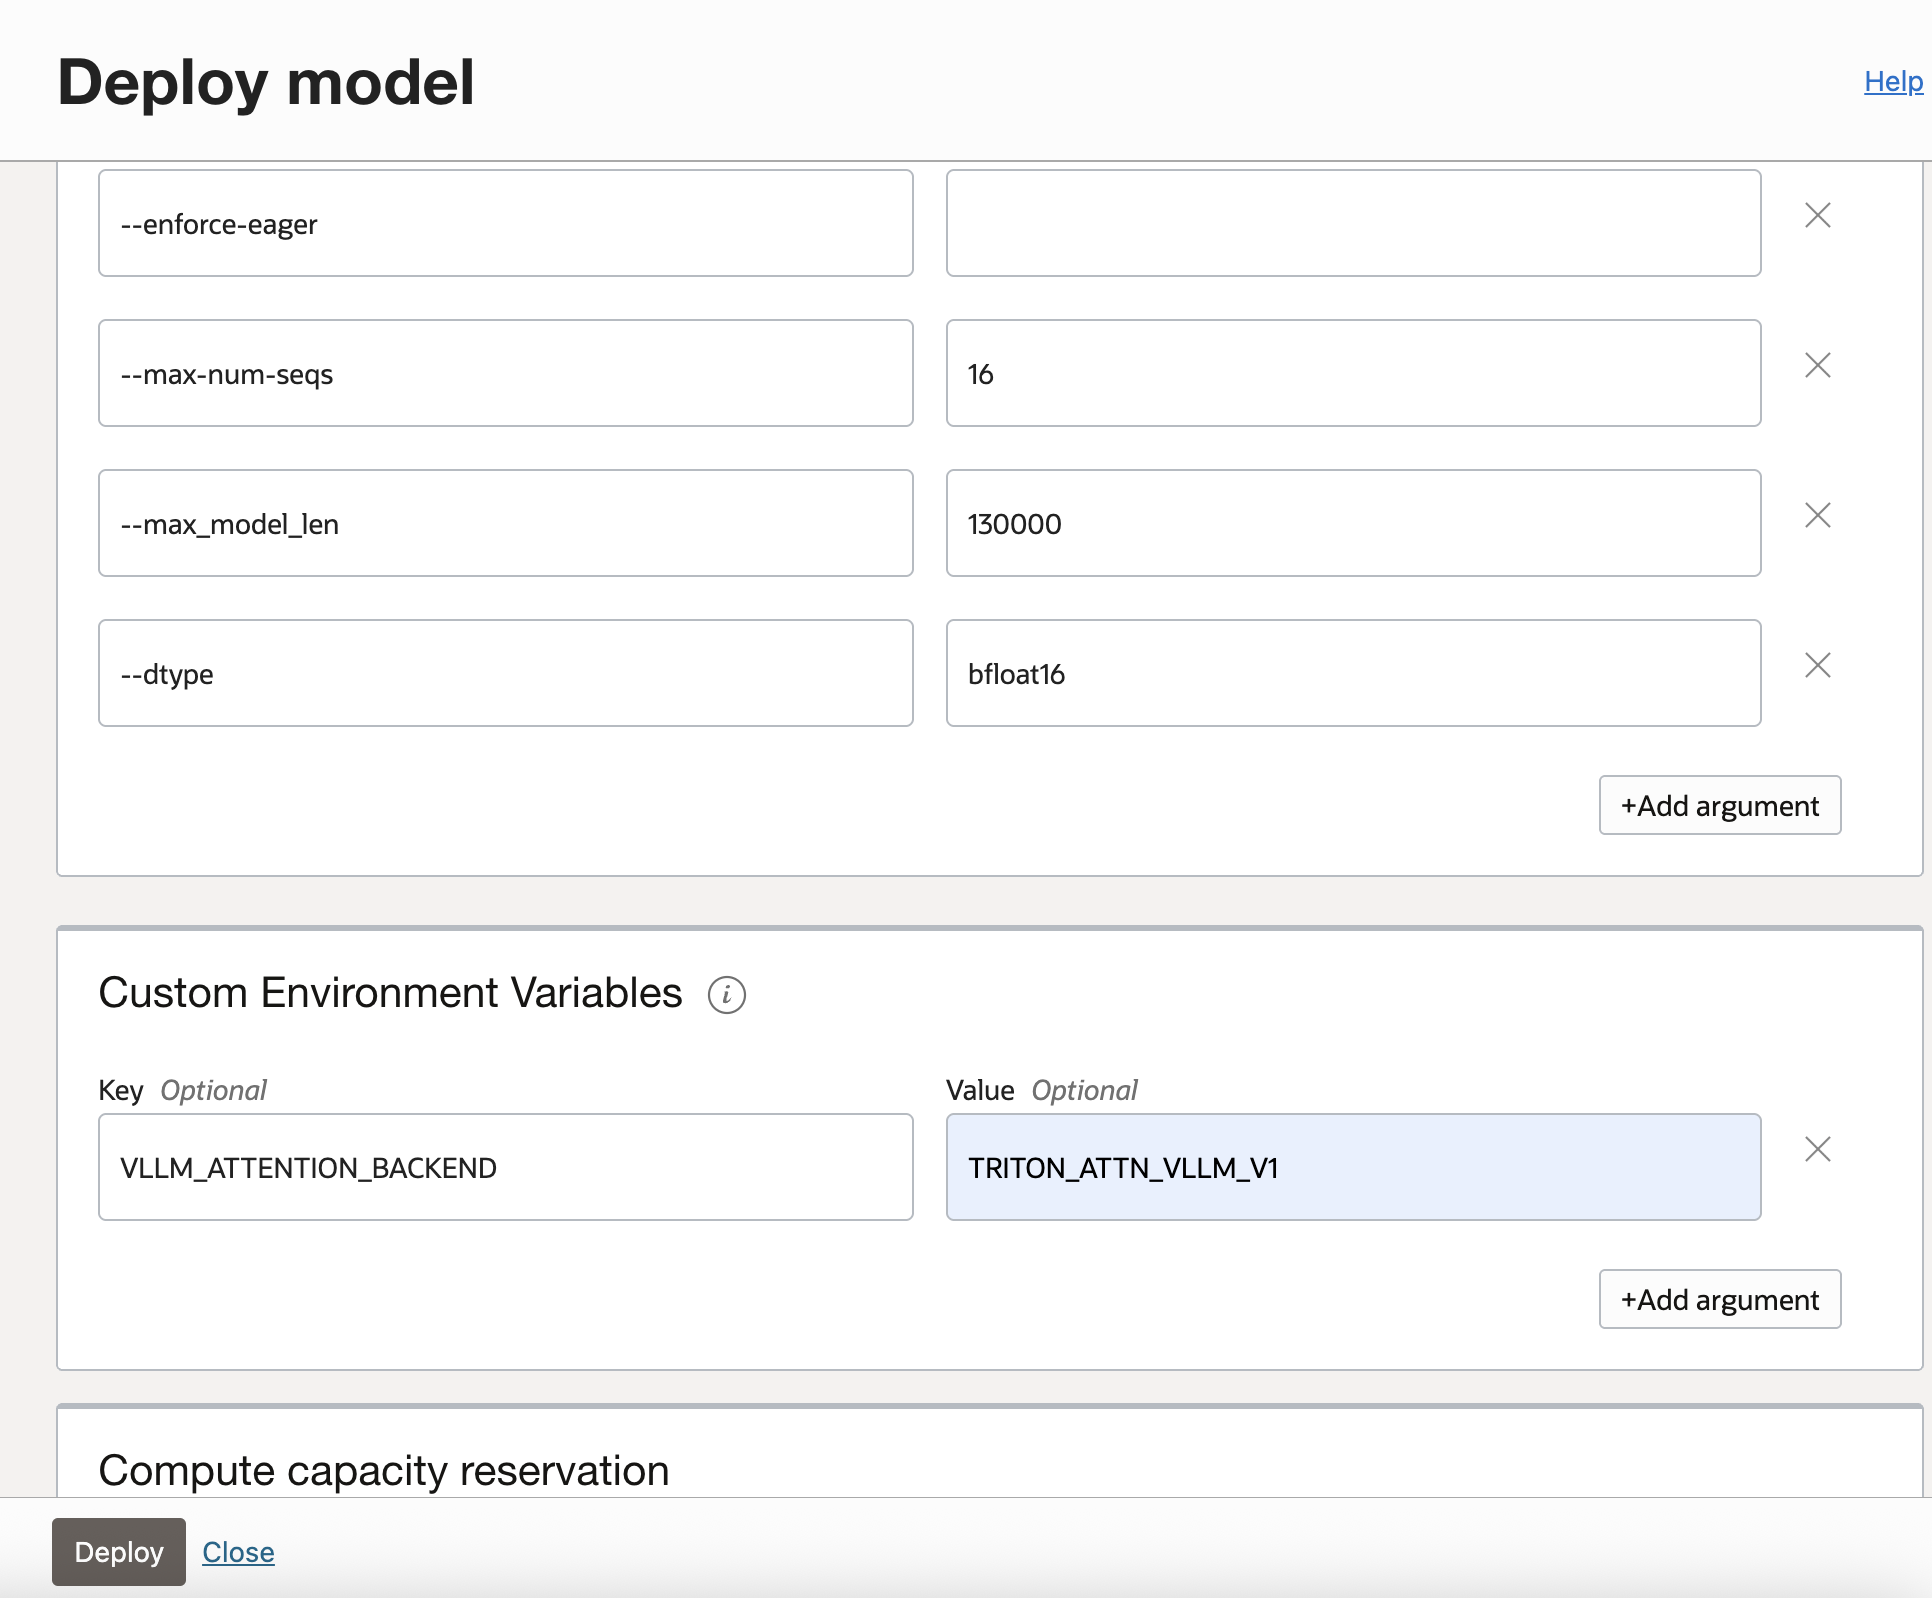 Deploy model
Help
--enforce-eager
--max-num-seqs 16
--max_model_len 130000
--dtype bfloat16
+Add argument
Custom Environment Variables i
Key Optional Value Optional
VLLM_ATTENTION_BACKEND TRITON_ATTN_VLLM_V1
+Add argument
Compute capacity reservation
Deploy Close